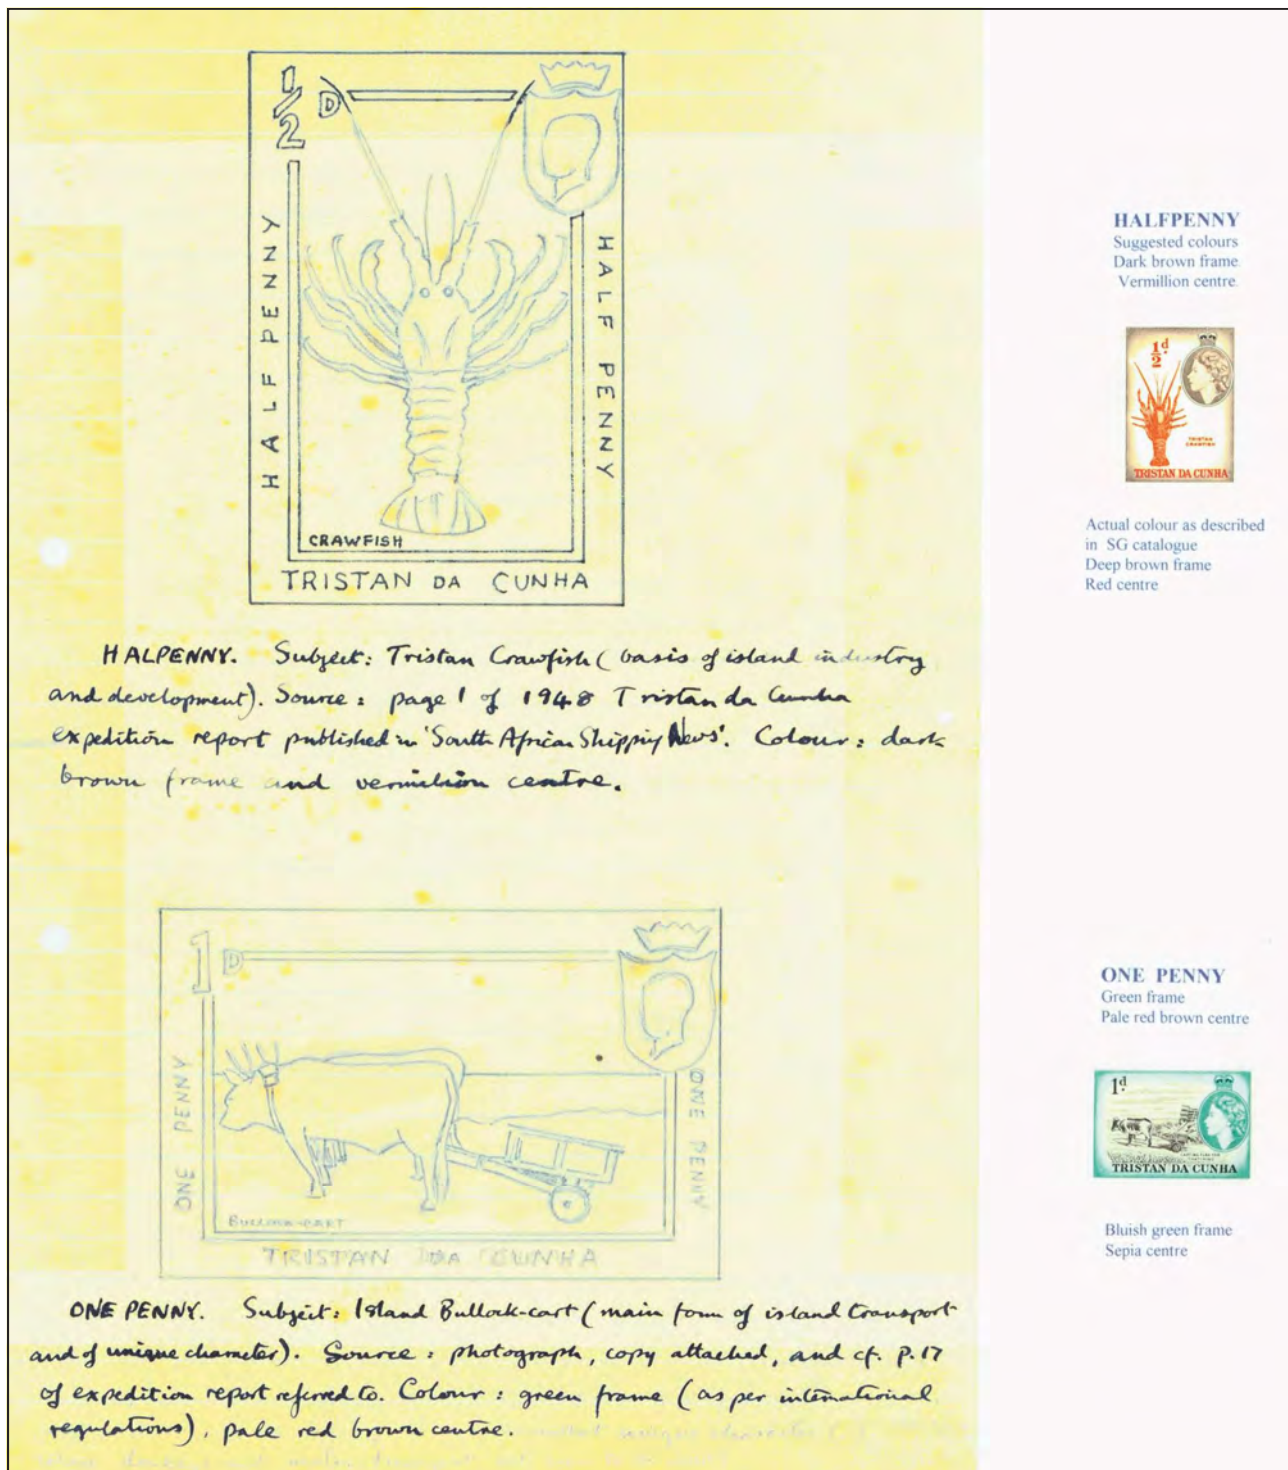 1/2 D
HALF PENNY
HALF PENNY
CRAWFISH
TRISTAN DA CUNHA
HALPENNY. Subject: Tristan Crawfish (basis of island industry
and development). Source: page 1 of 1948 Tristan da Cunha
expedition report published in 'South African Shipping News'. Colour: dark
brown frame and vermilion centre.
1 D
ONE PENNY
ONE PENNY
BULLOCK-CART
TRISTAN DA CUNHA
ONE PENNY. Subject: Island Bullock-cart (main form of island transport
and of unique character). Source: photograph, copy attached, and cf. p. 17
of expedition report referred to. Colour: green frame (as per international
regulations), pale red brown centre.
HALFPENNY
Suggested colours
Dark brown frame
Vermillion centre
1/2 d.
TRISTAN
CRAWFISH
TRISTAN DA CUNHA
Actual colour as described
in SG catalogue
Deep brown frame
Red centre
ONE PENNY
Green frame
Pale red brown centre
1d.
TRISTAN DA CUNHA
Bluish green frame
Sepia centre